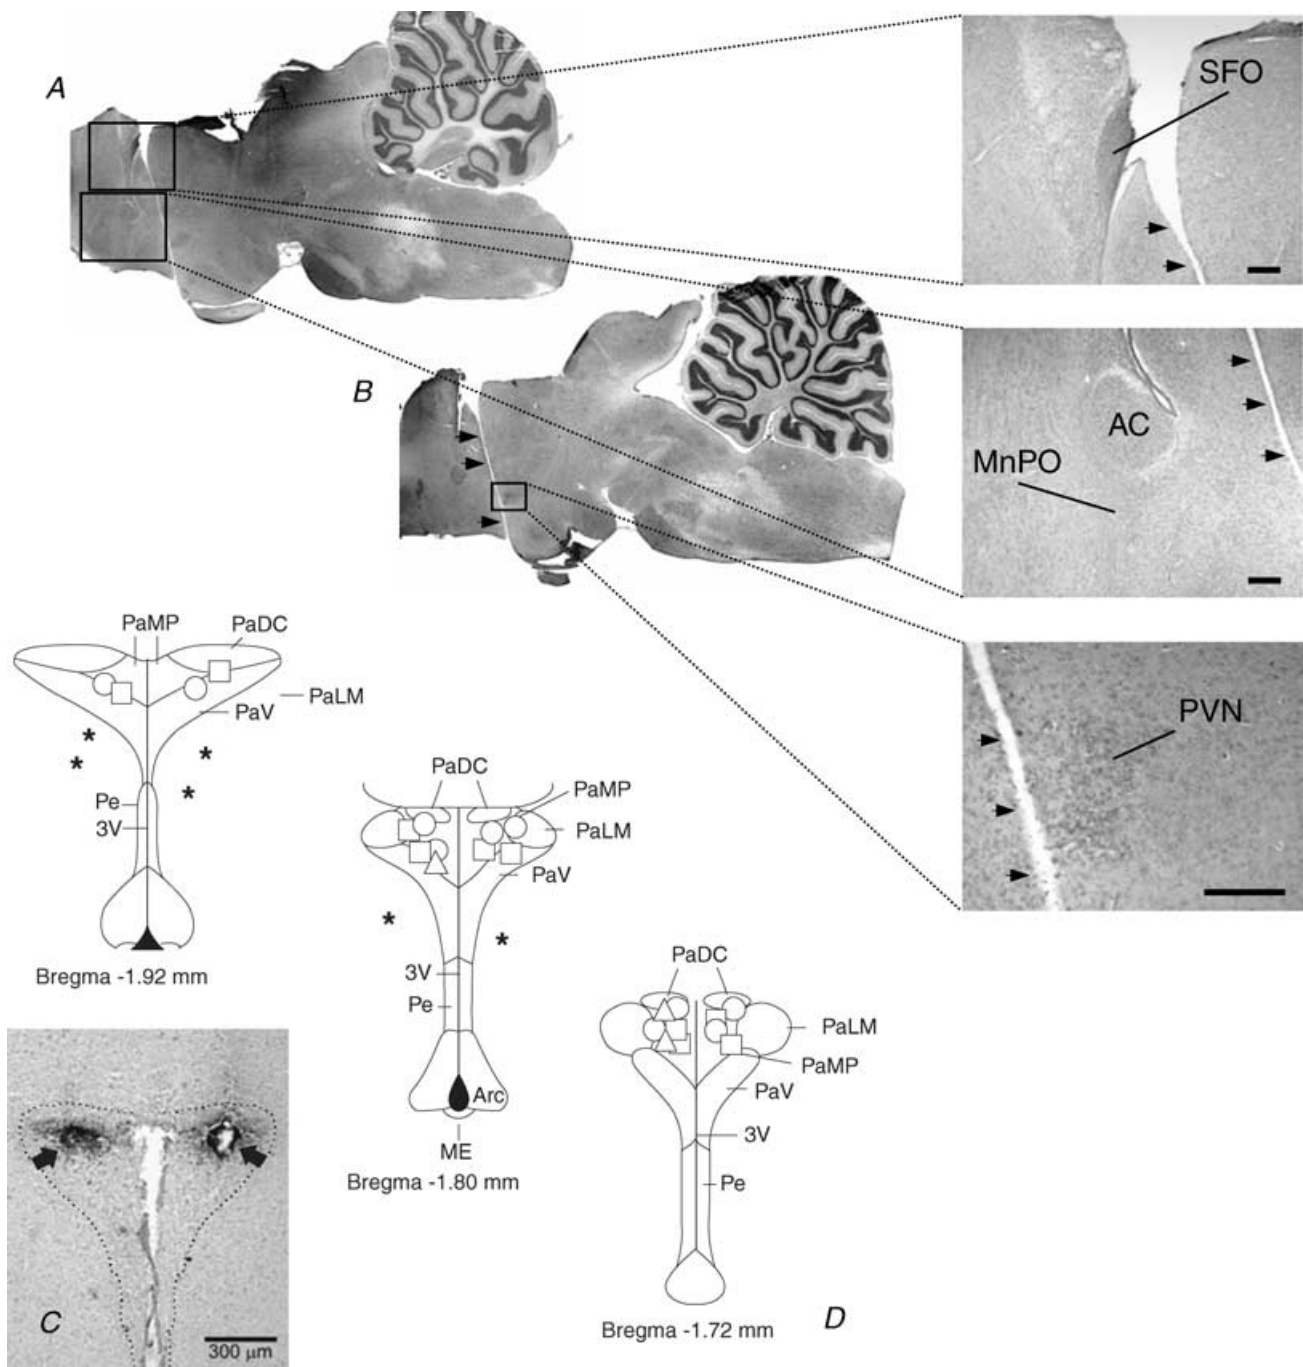 A
SFO
B
AC
MnPO
PVN
PaMP
PaDC
PaLM
PaV
*
*
*
*
Pe
3V
Bregma -1.92 mm
PaDC
PaMP
PaLM
PaV
*
*
3V
Pe
Arc
ME
Bregma -1.80 mm
PaDC
PaLM
PaMP
PaV
3V
Pe
Bregma -1.72 mm
D
C
300 μm